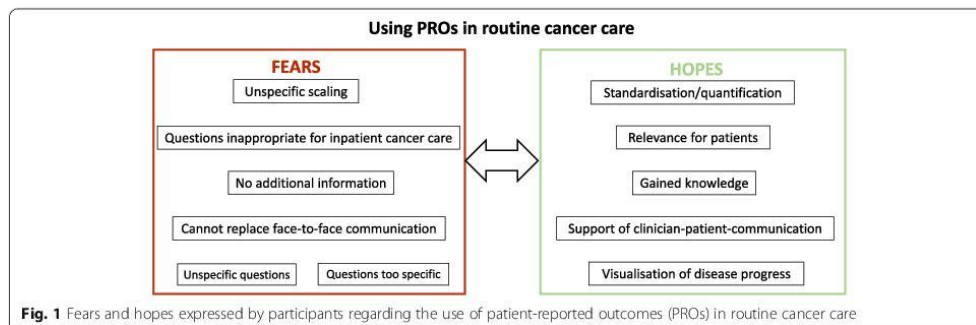 Using PROs in routine cancer care
FEARS
Unspecific scaling
Questions inappropriate for inpatient cancer care
No additional information
Cannot replace face-to-face communication
Unspecific questions
Questions too specific
HOPES
Standardisation/quantification
Relevance for patients
Gained knowledge
Support of clinician-patient-communication
Visualisation of disease progress
Fig. 1 Fears and hopes expressed by participants regarding the use of patient-reported outcomes (PROs) in routine cancer care